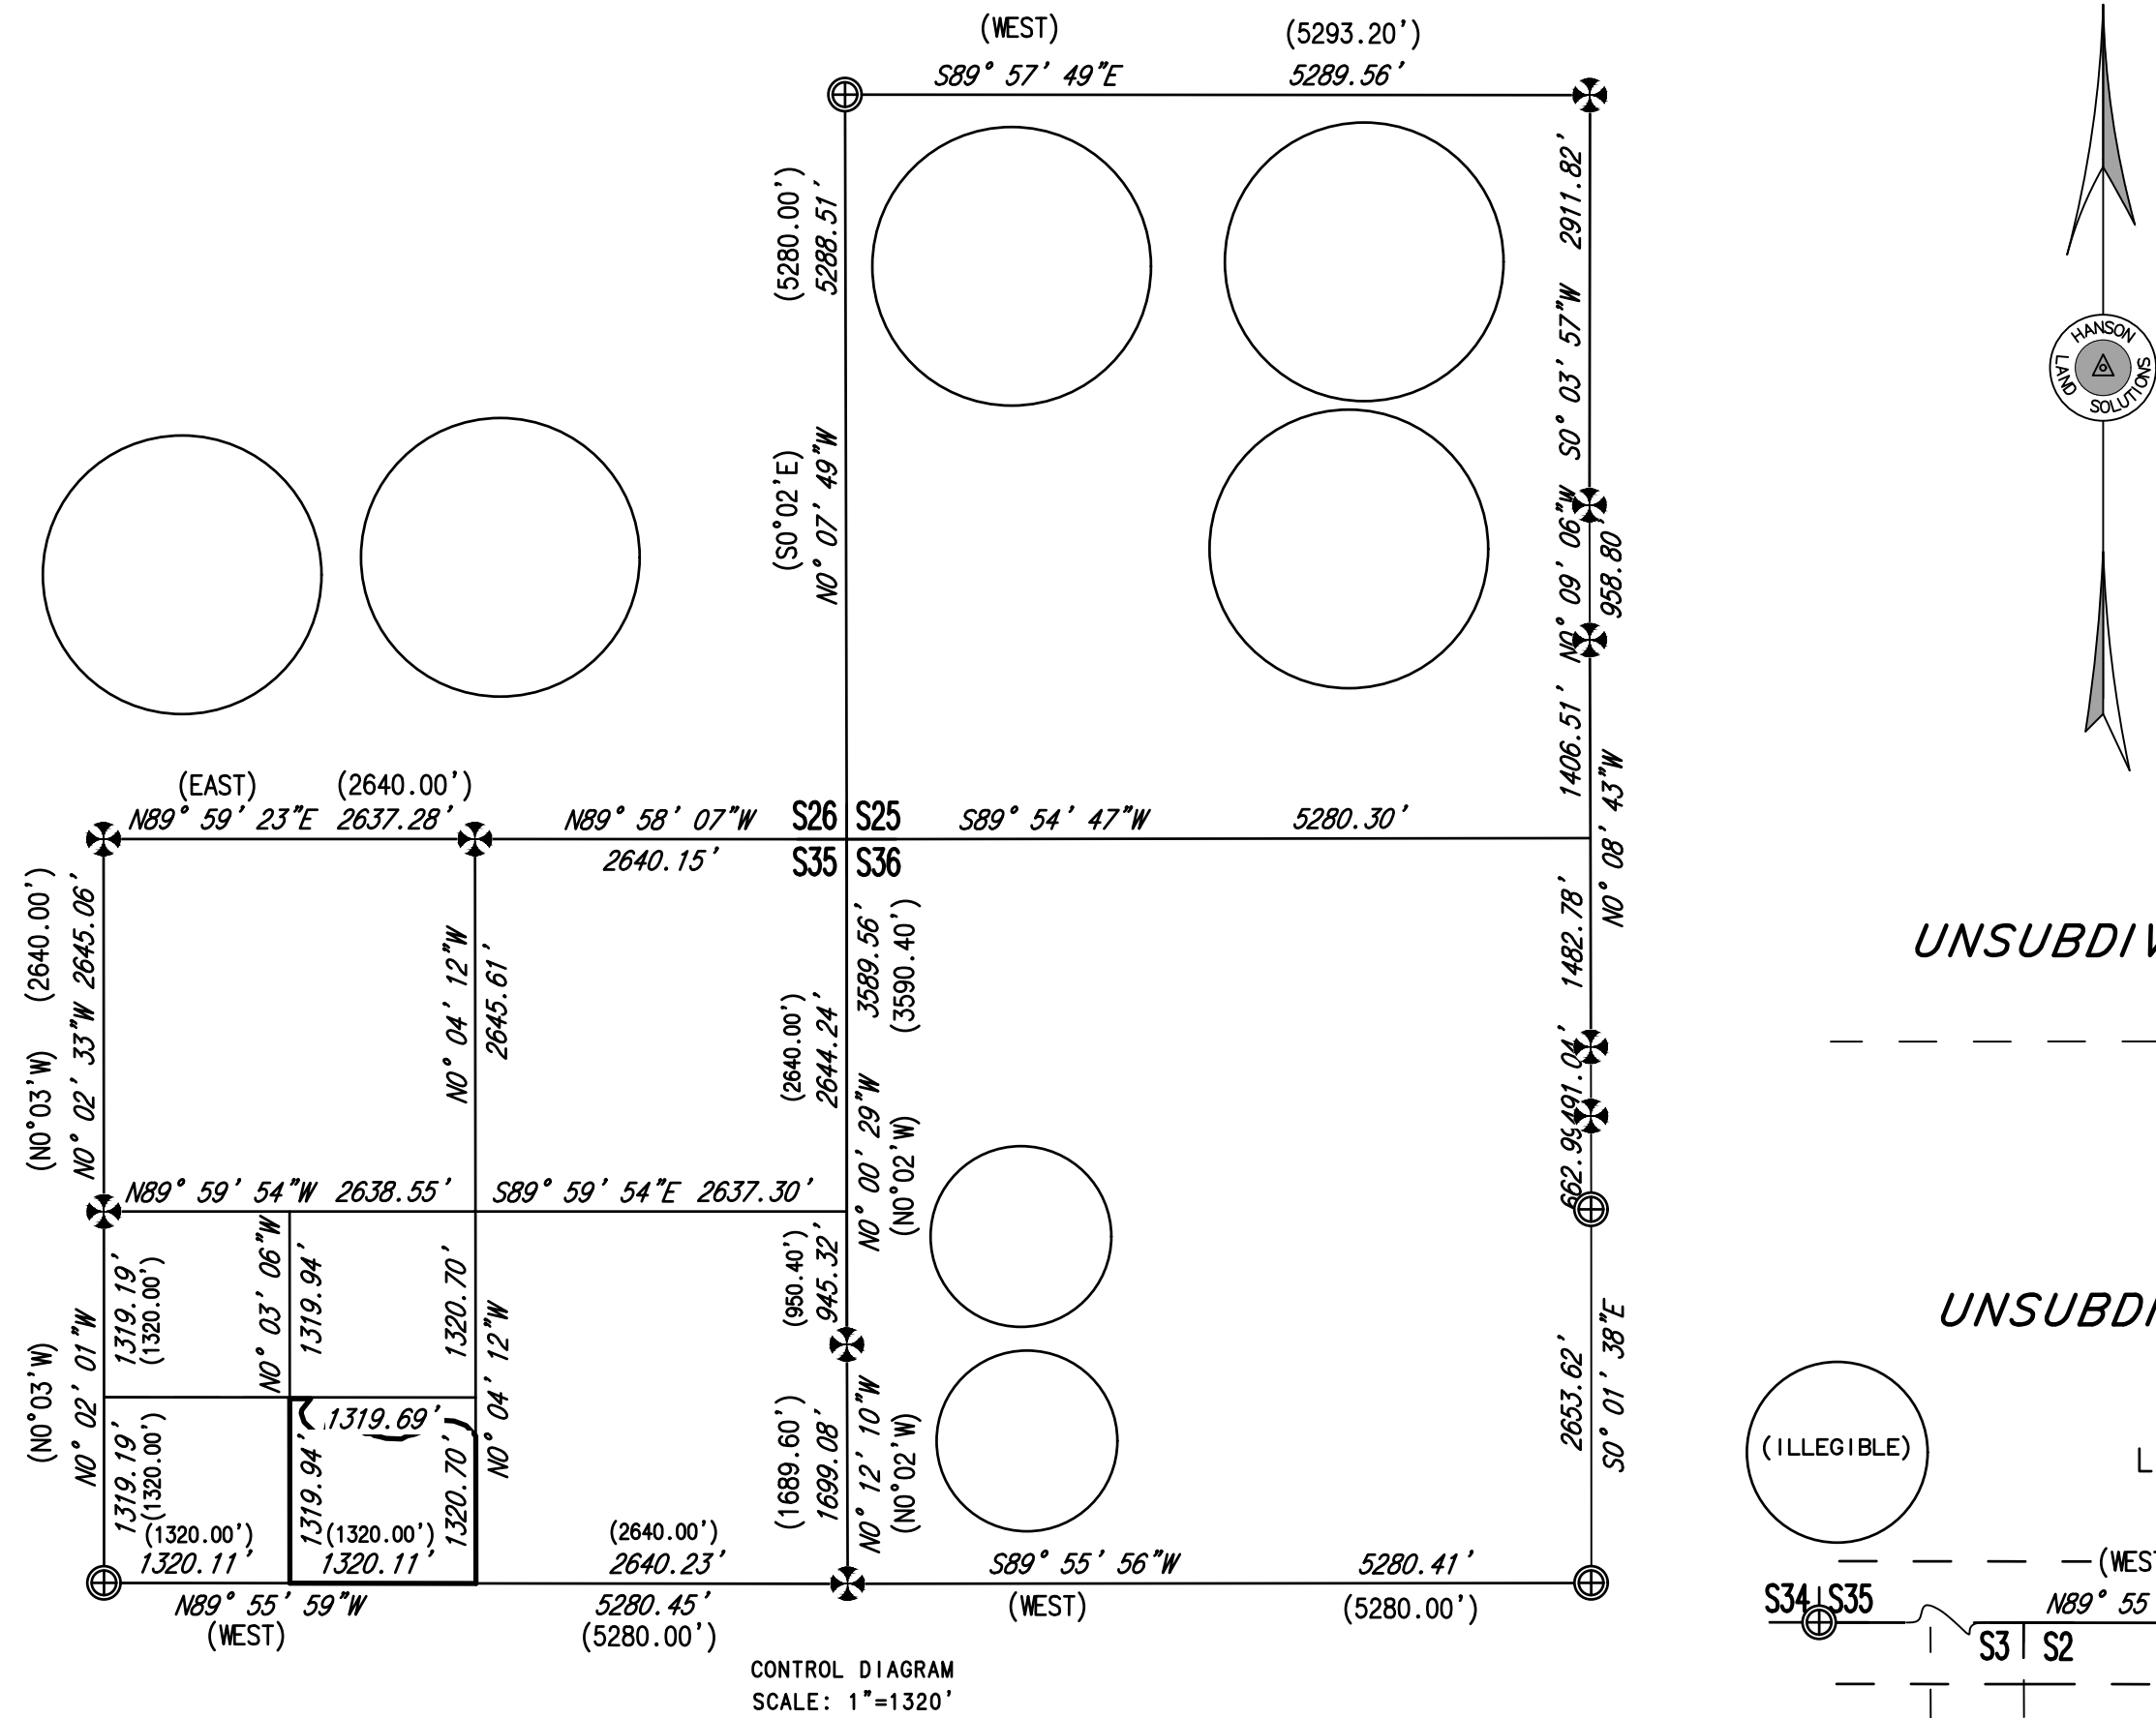 (WEST) (5293.20')
S89° 57' 49"E 5289.56'
(5280.00')
5288.51'
(S0°02'E)
N0° 07' 49"W
2911.82'
S0° 03' 57"W
N0° 09' 06"W
958.80'
1406.51'
N0° 08' 43"W
HANSON
LAND SOLUTIONS
(EAST) (2640.00')
N89° 59' 23"E 2637.28'
N89° 58' 07"W
2640.15'
S26 S25
S35 S36
S89° 54' 47"W 5280.30'
(2640.00')
2645.06'
(N0°03'W)
N0° 02' 33"W
N0° 04' 12"W
2645.61'
(2640.00')
2644.24'
3589.56'
(3590.40')
N0° 00' 29"W
(N0°02'W)
1482.78'
491.04'
662.99'
UNSUBDIV
N89° 59' 54"W 2638.55'
S89° 59' 54"E 2637.30'
1319.19'
(1320.00')
N0° 03' 06"W
1319.94'
1320.70'
N0° 04' 12"W
(950.40')
945.32'
(N0°03'W)
N0° 02' 01"W
1319.19'
(1320.00')
1319.69'
1319.94'
1320.70'
(1689.60')
1699.08'
N0° 12' 10"W
(N0°02'W)
2653.62'
S0° 01' 38"E
UNSUBDI
(ILLEGIBLE)
L
(1320.00') (1320.00') (2640.00')
1320.11' 1320.11' 2640.23'
S89° 55' 56"W 5280.41'
(WEST) (5280.00')
N89° 55' 59"W 5280.45'
(WEST) (5280.00')
(WEST
S34 S35 N89° 55
S3 S2
CONTROL DIAGRAM
SCALE: 1"=1320'